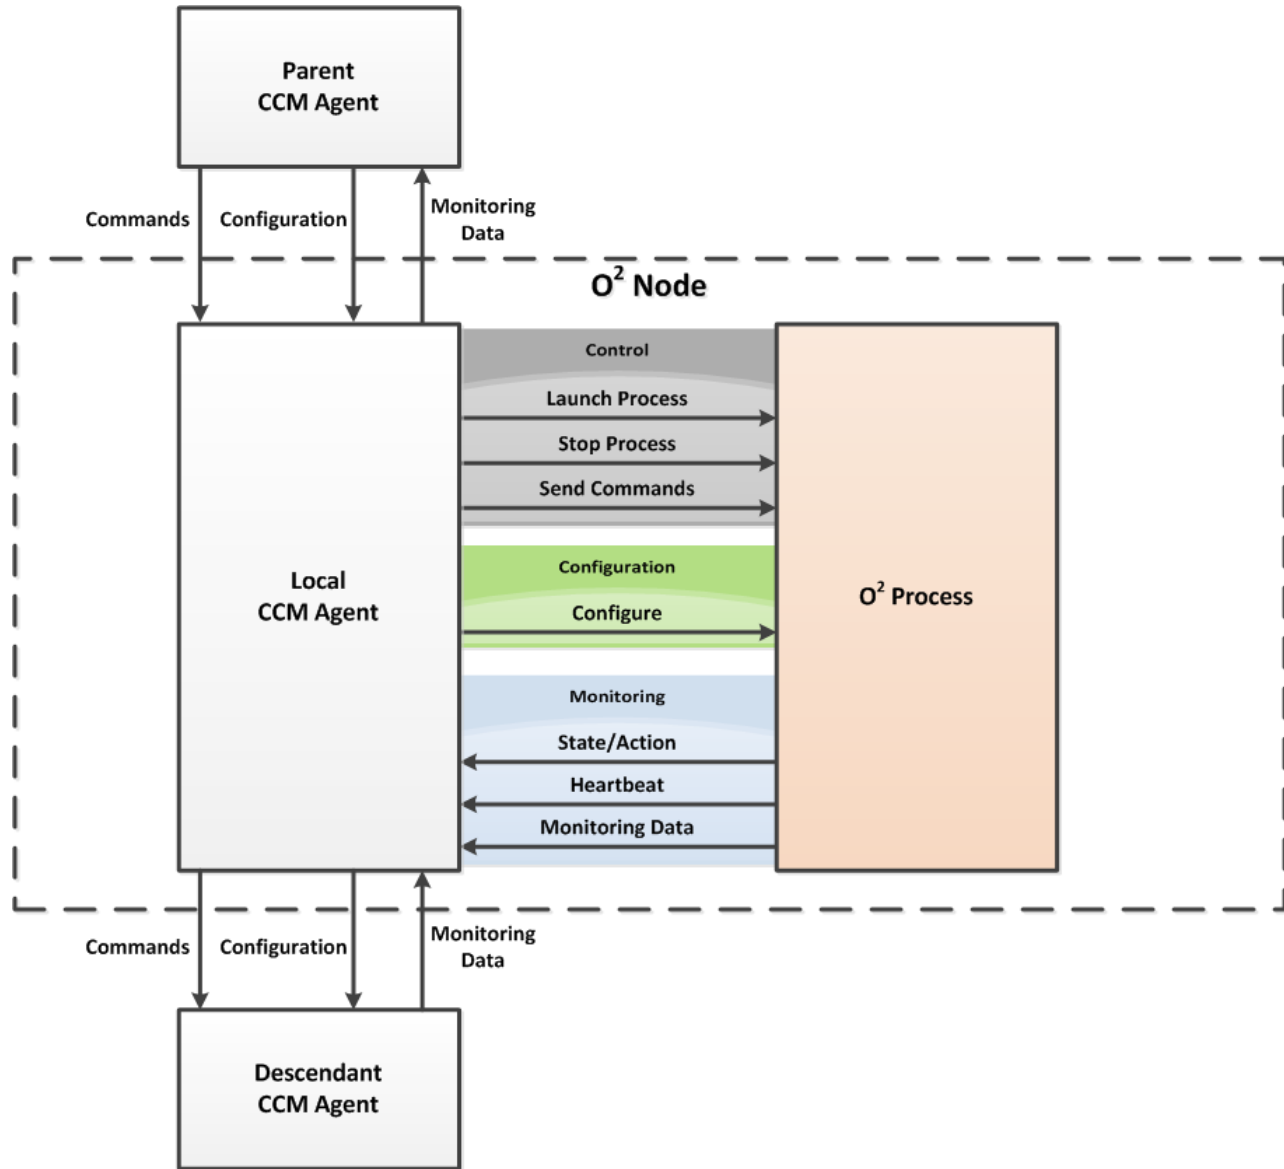 Parent
CCM Agent
Commands
Configuration
Monitoring
Data
O² Node
Control
Launch Process
Stop Process
Send Commands
Local
CCM Agent
Configuration
Configure
O² Process
Monitoring
State/Action
Heartbeat
Monitoring Data
Commands
Configuration
Monitoring
Data
Descendant
CCM Agent